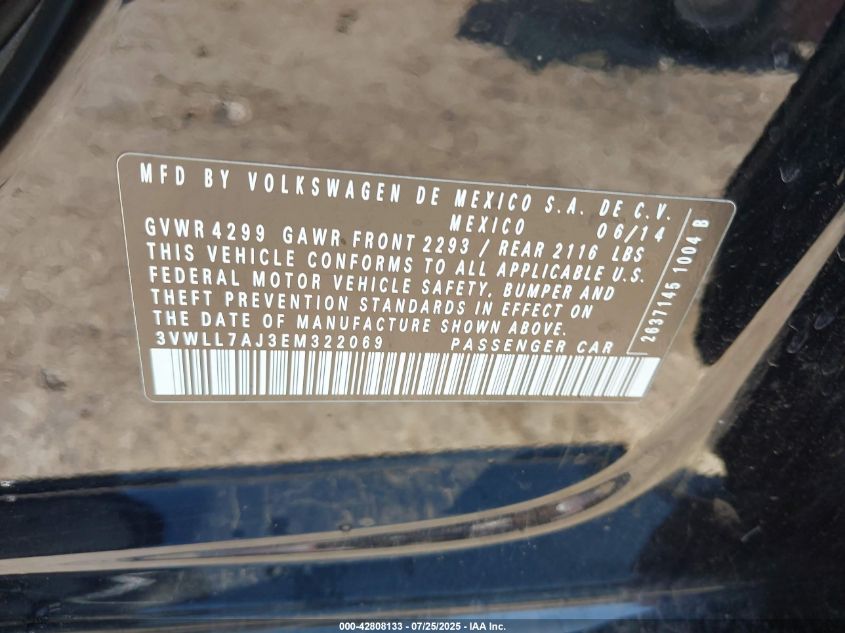 MFD BY VOLKSWAGEN DE MEXICO S.A. DE C.V.
MEXICO 06/14
GVWR 4299 GAWR FRONT 2293 / REAR 2116 LBS
THIS VEHICLE CONFORMS TO ALL APPLICABLE U.S.
FEDERAL MOTOR VEHICLE SAFETY, BUMPER AND
THEFT PREVENTION STANDARDS IN EFFECT ON
THE DATE OF MANUFACTURE SHOWN ABOVE.
3VWLL7AJ3EM322069 PASSENGER CAR
2637145 1004 B
000-42808133 - 07/25/2025 - IAA Inc.